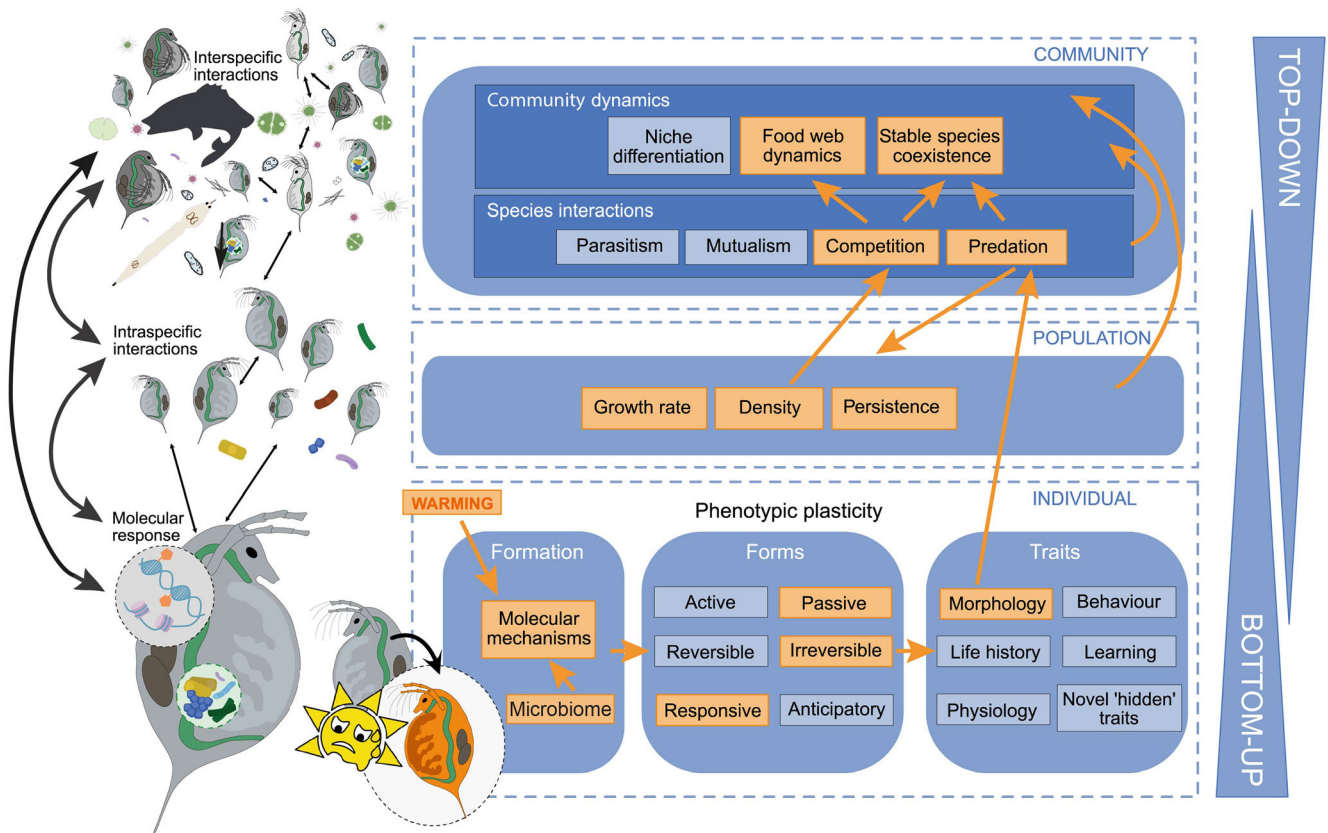 Interspecific
interactions
Intraspecific
interactions
Molecular
response
COMMUNITY
Community dynamics
Niche
differentiation
Food web
dynamics
Stable species
coexistence
Species interactions
Parasitism
Mutualism
Competition
Predation
POPULATION
Growth rate
Density
Persistence
INDIVIDUAL
WARMING
Phenotypic plasticity
Formation
Molecular
mechanisms
Microbiome
Forms
Active
Passive
Reversible
Irreversible
Responsive
Anticipatory
Traits
Morphology
Behaviour
Life history
Learning
Physiology
Novel 'hidden'
traits
TOP-DOWN
BOTTOM-UP